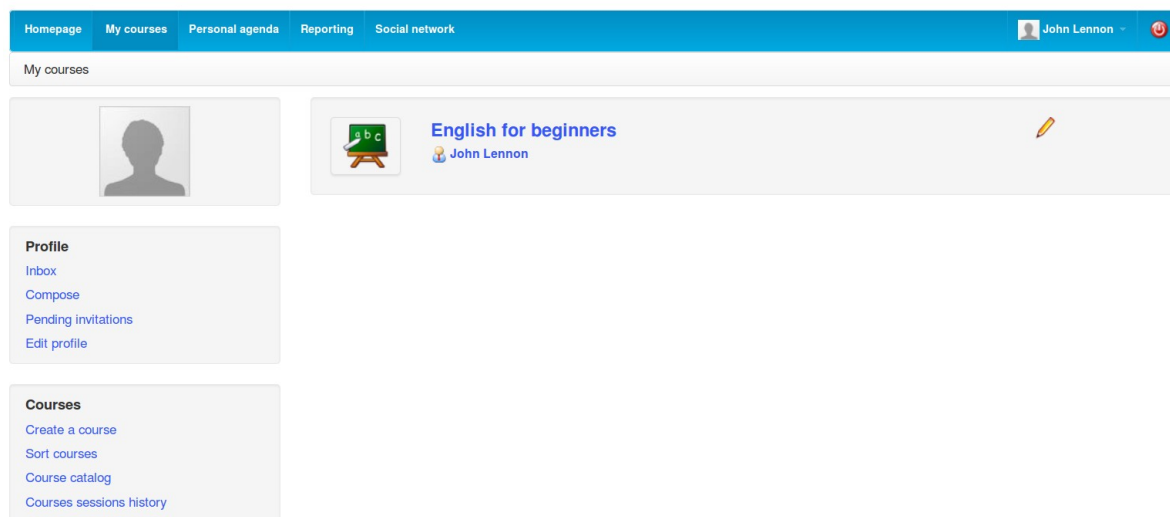 Homepage My courses Personal agenda Reporting Social network John Lennon
My courses
abc
English for beginners
John Lennon
Profile
Inbox
Compose
Pending invitations
Edit profile
Courses
Create a course
Sort courses
Course catalog
Courses sessions history